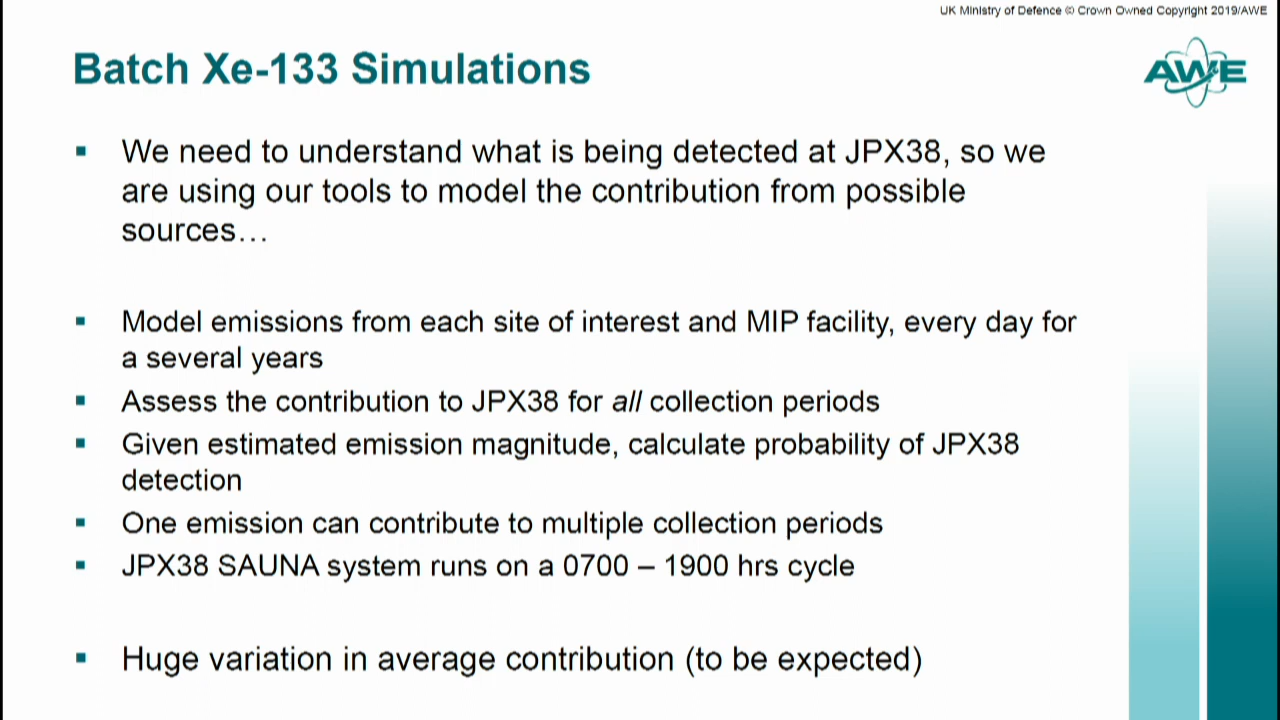 UK Ministry of Defence © Crown Owned Copyright 2019/AWE
Batch Xe-133 Simulations
AWE
▪ We need to understand what is being detected at JPX38, so we
are using our tools to model the contribution from possible
sources…
▪ Model emissions from each site of interest and MIP facility, every day for
a several years
▪ Assess the contribution to JPX38 for all collection periods
▪ Given estimated emission magnitude, calculate probability of JPX38
detection
▪ One emission can contribute to multiple collection periods
▪ JPX38 SAUNA system runs on a 0700 – 1900 hrs cycle
▪ Huge variation in average contribution (to be expected)